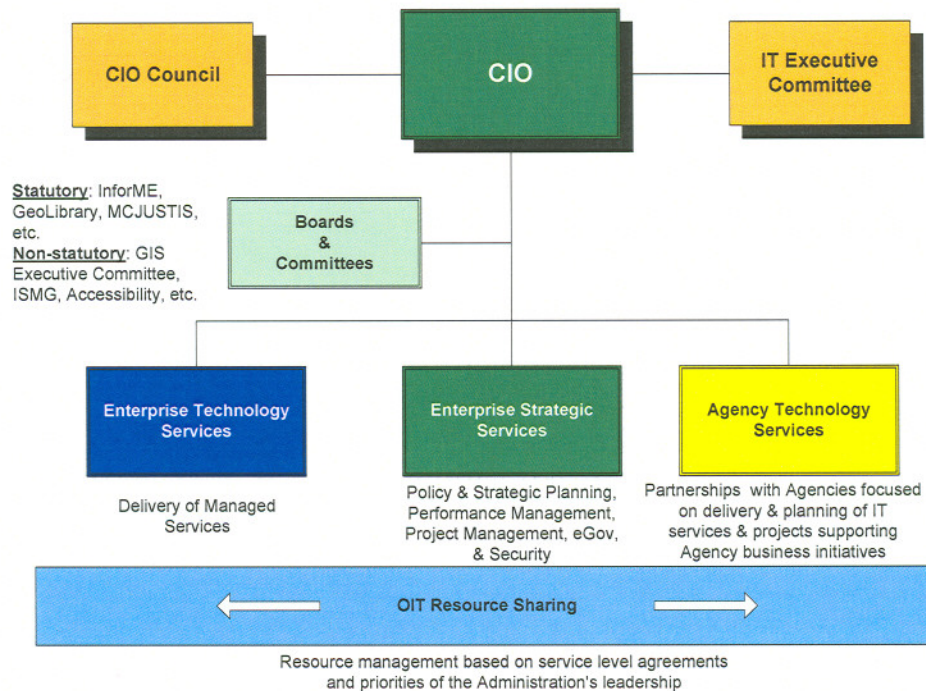 CIO Council
CIO
IT Executive
Committee
Statutory: InforME,
GeoLibrary, MCJUSTIS,
etc.
Non-statutory: GIS
Executive Committee,
ISMG, Accessibility, etc.
Boards
&
Committees
Enterprise Technology
Services
Enterprise Strategic
Services
Agency Technology
Services
Delivery of Managed
Services
Policy & Strategic Planning,
Performance Management,
Project Management, eGov,
& Security
Partnerships with Agencies focused
on delivery & planning of IT
services & projects supporting
Agency business initiatives
OIT Resource Sharing
Resource management based on service level agreements
and priorities of the Administration's leadership